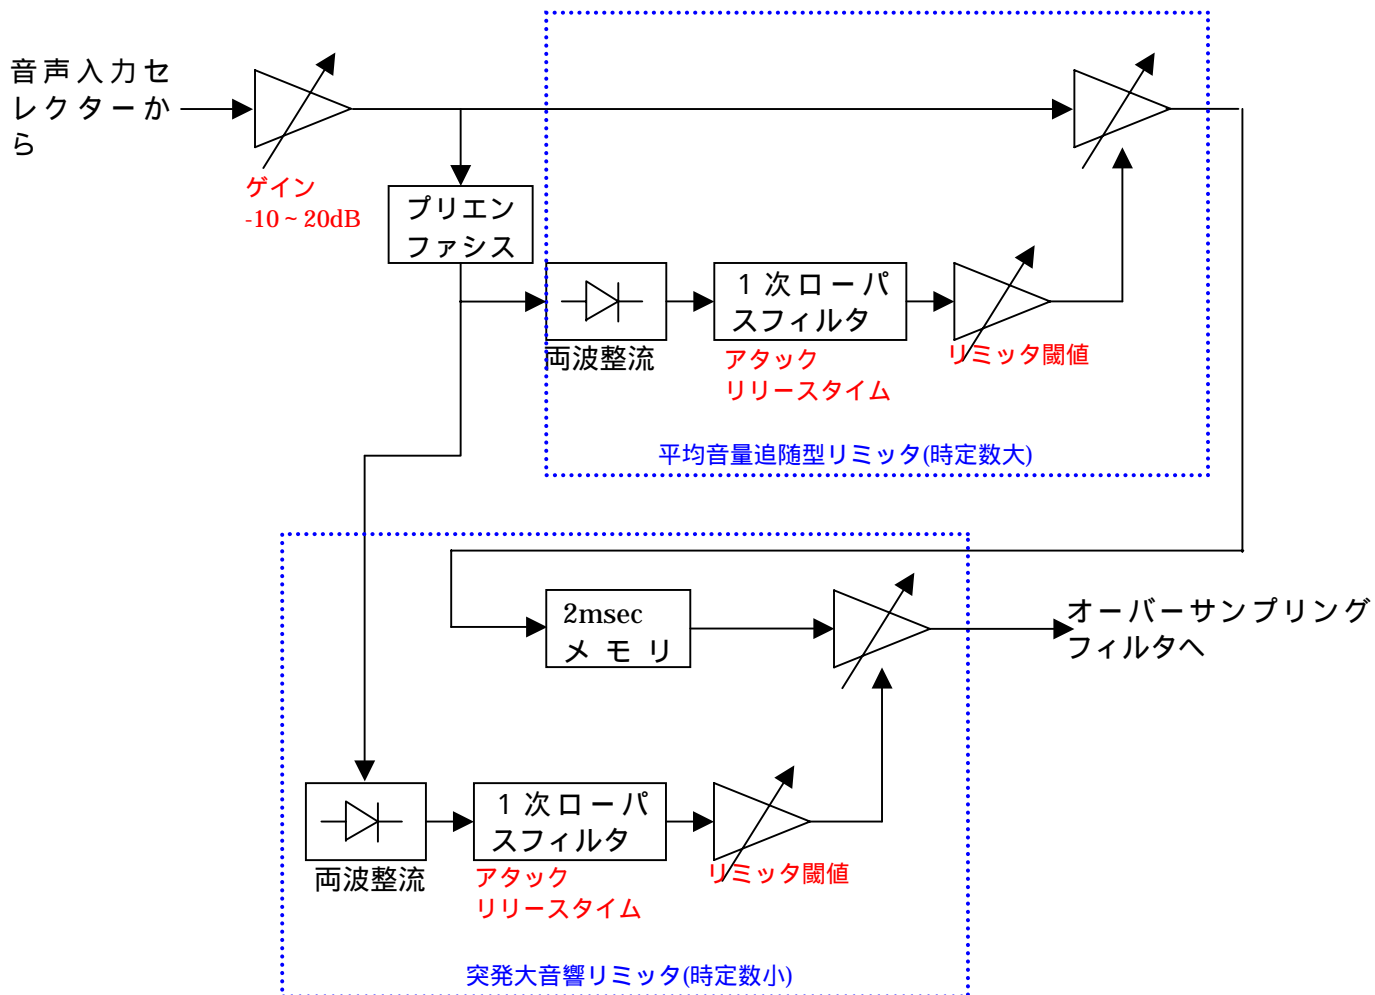 音声入力セ
レクターか
ら
ゲイン
-10~20dB
プリエン
ファシス
両波整流
1次ローパ
スフィルタ
アタック
リリースタイム
リミッタ閾値
平均音量追随型リミッタ(時定数大)
2msec
メモリ
オーバーサンプリング
フィルタへ
両波整流
1次ローパ
スフィルタ
アタック
リリースタイム
リミッタ閾値
突発大音響リミッタ(時定数小)